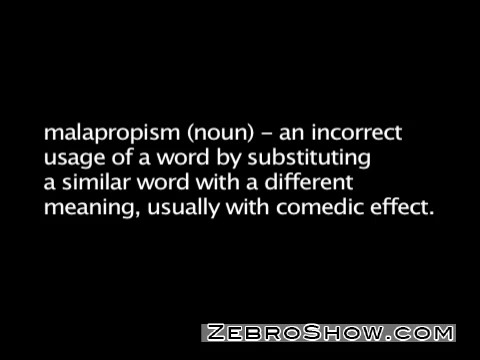 malapropism (noun) – an incorrect
usage of a word by substituting
a similar word with a different
meaning, usually with comedic effect.
ZebroShow.com